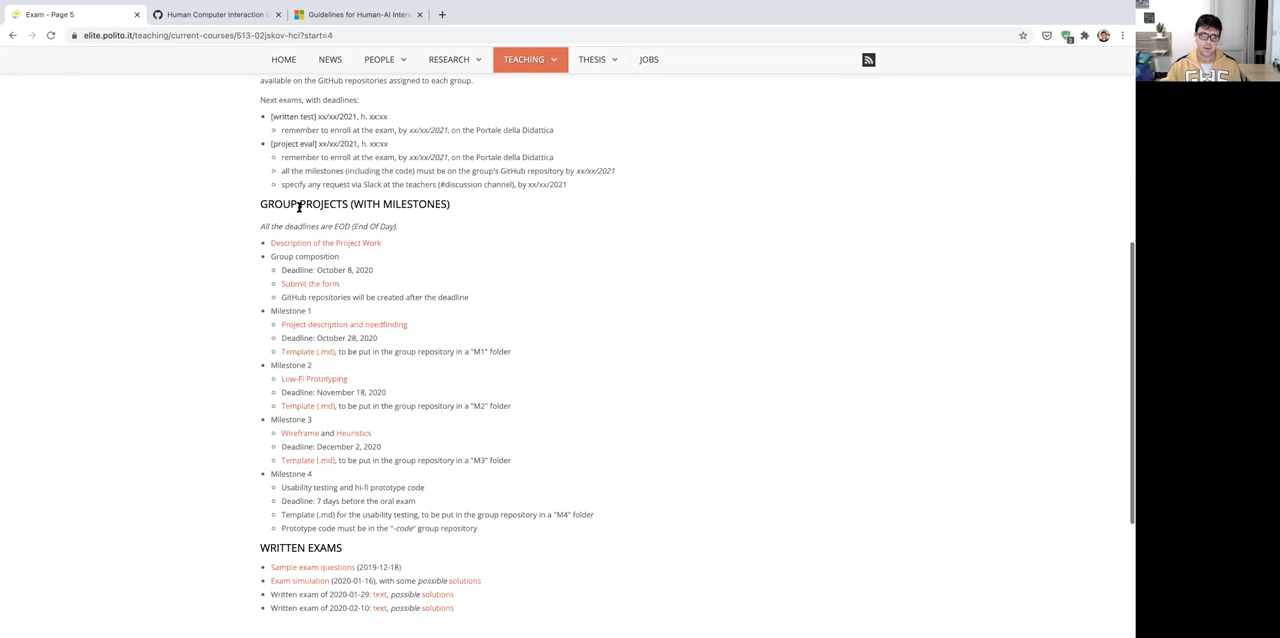 Exam - Page 5
Human Computer Interaction
Guidelines for Human-AI Inter
elite.polito.it/teaching/current-courses/513-02jskov-hci?start=4
HOME NEWS PEOPLE RESEARCH TEACHING THESIS JOBS
available on the GitHub repositories assigned to each group.
Next exams, with deadlines:
[written test] xx/xx/2021, h. xx:xx
remember to enroll at the exam, by xx/xx/2021, on the Portale della Didattica
[project eval] xx/xx/2021, h. xx:xx
remember to enroll at the exam, by xx/xx/2021, on the Portale della Didattica
all the milestones (including the code) must be on the group's GitHub repository by xx/xx/2021
specify any request via Slack at the teachers (#discussion channel), by xx/xx/2021
GROUP PROJECTS (WITH MILESTONES)
All the deadlines are EOD (End Of Day).
Description of the Project Work
Group composition
Deadline: October 8, 2020
Submit the form
GitHub repositories will be created after the deadline
Milestone 1
Project description and needfinding
Deadline: October 28, 2020
Template (.md), to be put in the group repository in a "M1" folder
Milestone 2
Low-Fi Prototyping
Deadline: November 18, 2020
Template (.md), to be put in the group repository in a "M2" folder
Milestone 3
Wireframe and Heuristics
Deadline: December 2, 2020
Template (.md), to be put in the group repository in a "M3" folder
Milestone 4
Usability testing and hi-fi prototype code
Deadline: 7 days before the oral exam
Template (.md) for the usability testing, to be put in the group repository in a "M4" folder
Prototype code must be in the "-code" group repository
WRITTEN EXAMS
Sample exam questions (2019-12-18)
Exam simulation (2020-01-16), with some possible solutions
Written exam of 2020-01-29: text, possible solutions
Written exam of 2020-02-10: text, possible solutions